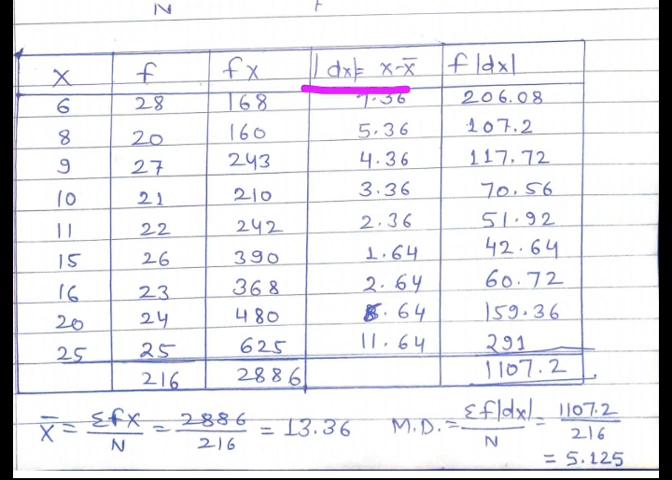 N
X f fx |dx|= x-x̄ f|dx|
6 28 168 7.36 206.08
8 20 160 5.36 107.2
9 27 243 4.36 117.72
10 21 210 3.36 70.56
11 22 242 2.36 51.92
15 26 390 1.64 42.64
16 23 368 2.64 60.72
20 24 480 6.64 159.36
25 25 625 11.64 291
216 2886 1107.2
X̄ = Σfx/N = 2886/216 = 13.36 M.D. = Σf|dx|/N = 1107.2/216
= 5.125